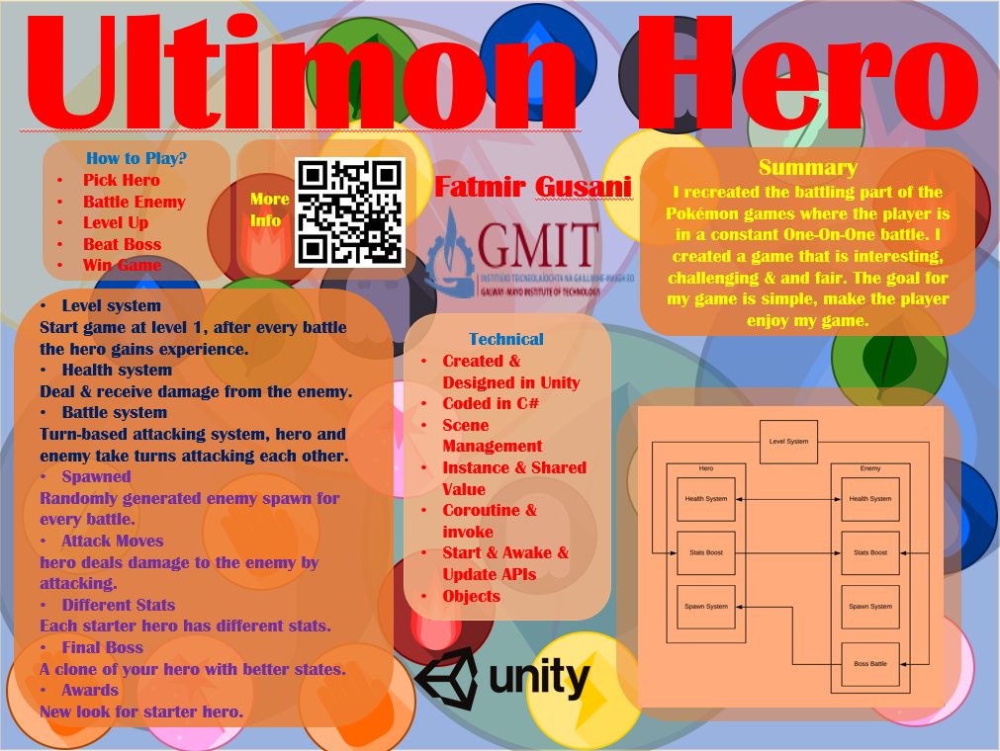 Ultimon Hero
How to Play?
• Pick Hero
• Battle Enemy
• Level Up
• Beat Boss
• Win Game
More
Info
Fatmir Gusani
GMIT
INSTITIÚID TEICNEOLAÍOCHTA NA GAILLIMHE-MAIGH EO
GALWAY-MAYO INSTITUTE OF TECHNOLOGY
Summary
I recreated the battling part of the
Pokémon games where the player is
in a constant One-On-One battle. I
created a game that is interesting,
challenging & and fair. The goal for
my game is simple, make the player
enjoy my game.
• Level system
Start game at level 1, after every battle
the hero gains experience.
• Health system
Deal & receive damage from the enemy.
• Battle system
Turn-based attacking system, hero and
enemy take turns attacking each other.
• Spawned
Randomly generated enemy spawn for
every battle.
• Attack Moves
hero deals damage to the enemy by
attacking.
• Different Stats
Each starter hero has different stats.
• Final Boss
A clone of your hero with better states.
• Awards
New look for starter hero.
Technical
• Created &
Designed in Unity
• Coded in C#
• Scene
Management
• Instance & Shared
Value
• Coroutine &
invoke
• Start & Awake &
Update APIs
• Objects
unity
Level System
Hero
Health System
Stats Boost
Spawn System
Enemy
Health System
Stats Boost
Spawn System
Boss Battle